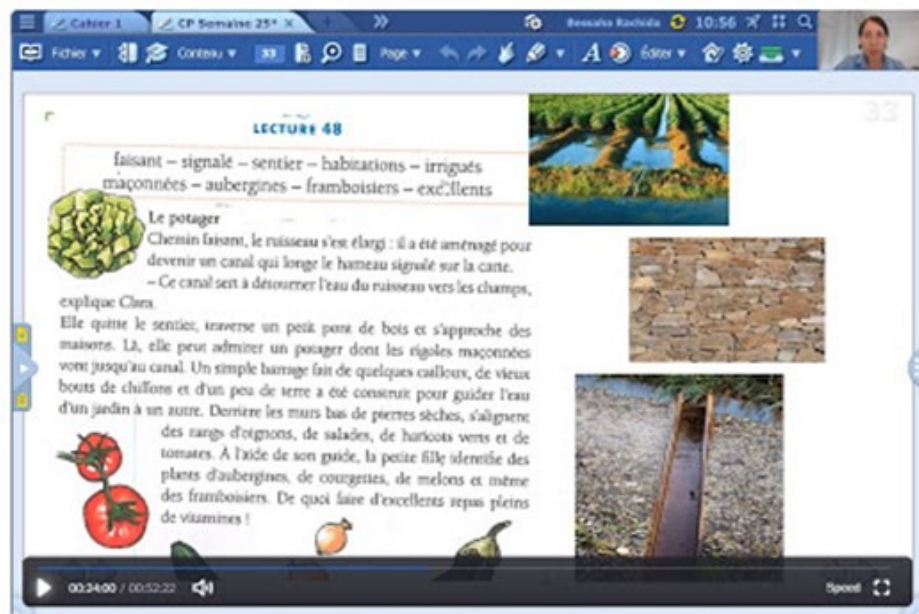 Cahier 1
CP Semaine 25*
Bessaha Rachida
10:56
Fichier
Contenu
33
Page
A
Éditer
33
LECTURE 48
faisant – signalé – sentier – habitations – irrigués
maçonnées – aubergines – framboisiers – excellents
Le potager
Chemin faisant, le ruisseau s'est élargi : il a été aménagé pour
devenir un canal qui longe le hameau signalé sur la carte.
– Ce canal sert à détourner l'eau du ruisseau vers les champs,
explique Clara.
Elle quitte le sentier, traverse un petit pont de bois et s'approche des
maisons. Là, elle peut admirer un potager dont les rigoles maçonnées
vont jusqu'au canal. Un simple barrage fait de quelques cailloux, de vieux
bouts de chiffons et d'un peu de terre a été construit pour guider l'eau
d'un jardin à un autre. Derrière les murs bas de pierres sèches, s'alignent
des rangs d'oignons, de salades, de haricots verts et de
tomates. À l'aide de son guide, la petite fille identifie des
plants d'aubergines, de courgettes, de melons et même
des framboisiers. De quoi faire d'excellents repas pleins
de vitamines !
00:24:00 / 00:52:22
Speed